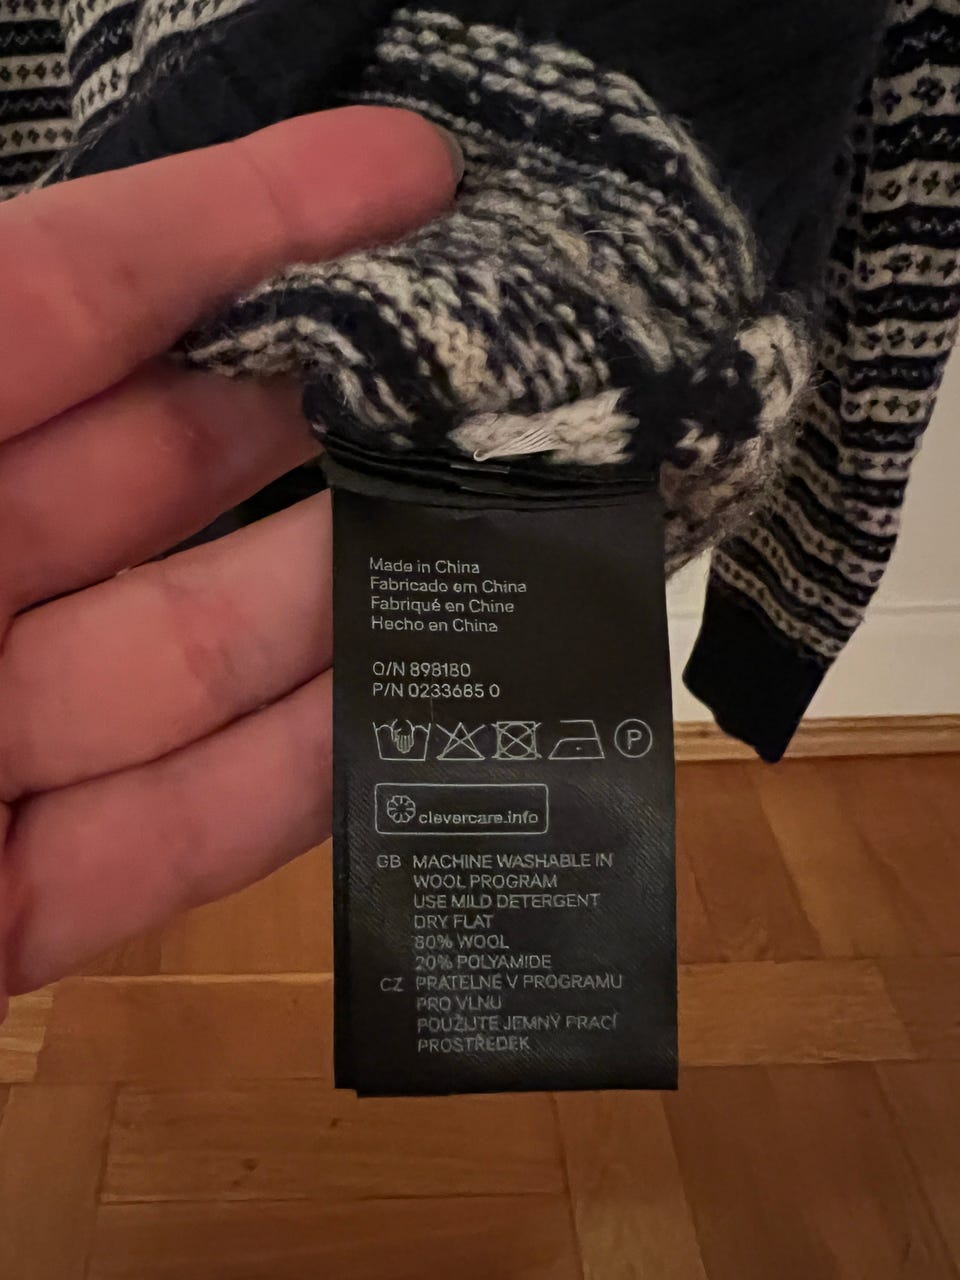 Made in China
Fabricado em China
Fabriqué en Chine
Hecho en China
O/N 898180
P/N 0233685 0
P
clevercare.info
GB MACHINE WASHABLE IN
WOOL PROGRAM
USE MILD DETERGENT
DRY FLAT
80% WOOL
20% POLYAMIDE
CZ PRATELNÉ V PROGRAMU
PRO VLNU
POUŽIJTE JEMNÝ PRACÍ
PROSTŘEDEK